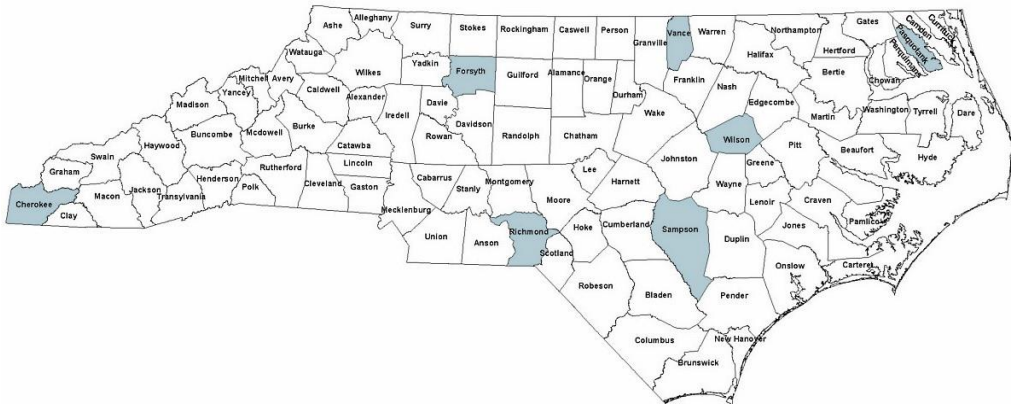 Ashe
Alleghany
Surry
Stokes
Rockingham
Caswell
Person
Granville
Vance
Warren
Northampton
Gates
Camden
Currituck
Pasquotank
Perquimans
Hertford
Halifax
Watauga
Wilkes
Yadkin
Forsyth
Guilford
Alamance
Orange
Durham
Franklin
Nash
Bertie
Chowan
Mitchell
Avery
Caldwell
Alexander
Yancey
Madison
Iredell
Davie
Davidson
Randolph
Chatham
Wake
Edgecombe
Martin
Washington
Tyrrell
Dare
Buncombe
Mcdowell
Burke
Catawba
Rowan
Wilson
Pitt
Beaufort
Hyde
Haywood
Swain
Graham
Cherokee
Clay
Macon
Jackson
Transylvania
Henderson
Polk
Rutherford
Cleveland
Lincoln
Gaston
Mecklenburg
Cabarrus
Stanly
Montgomery
Moore
Lee
Harnett
Johnston
Wayne
Greene
Lenoir
Craven
Pamlico
Union
Anson
Richmond
Scotland
Hoke
Cumberland
Sampson
Duplin
Jones
Onslow
Carteret
Robeson
Bladen
Pender
Columbus
New Hanover
Brunswick